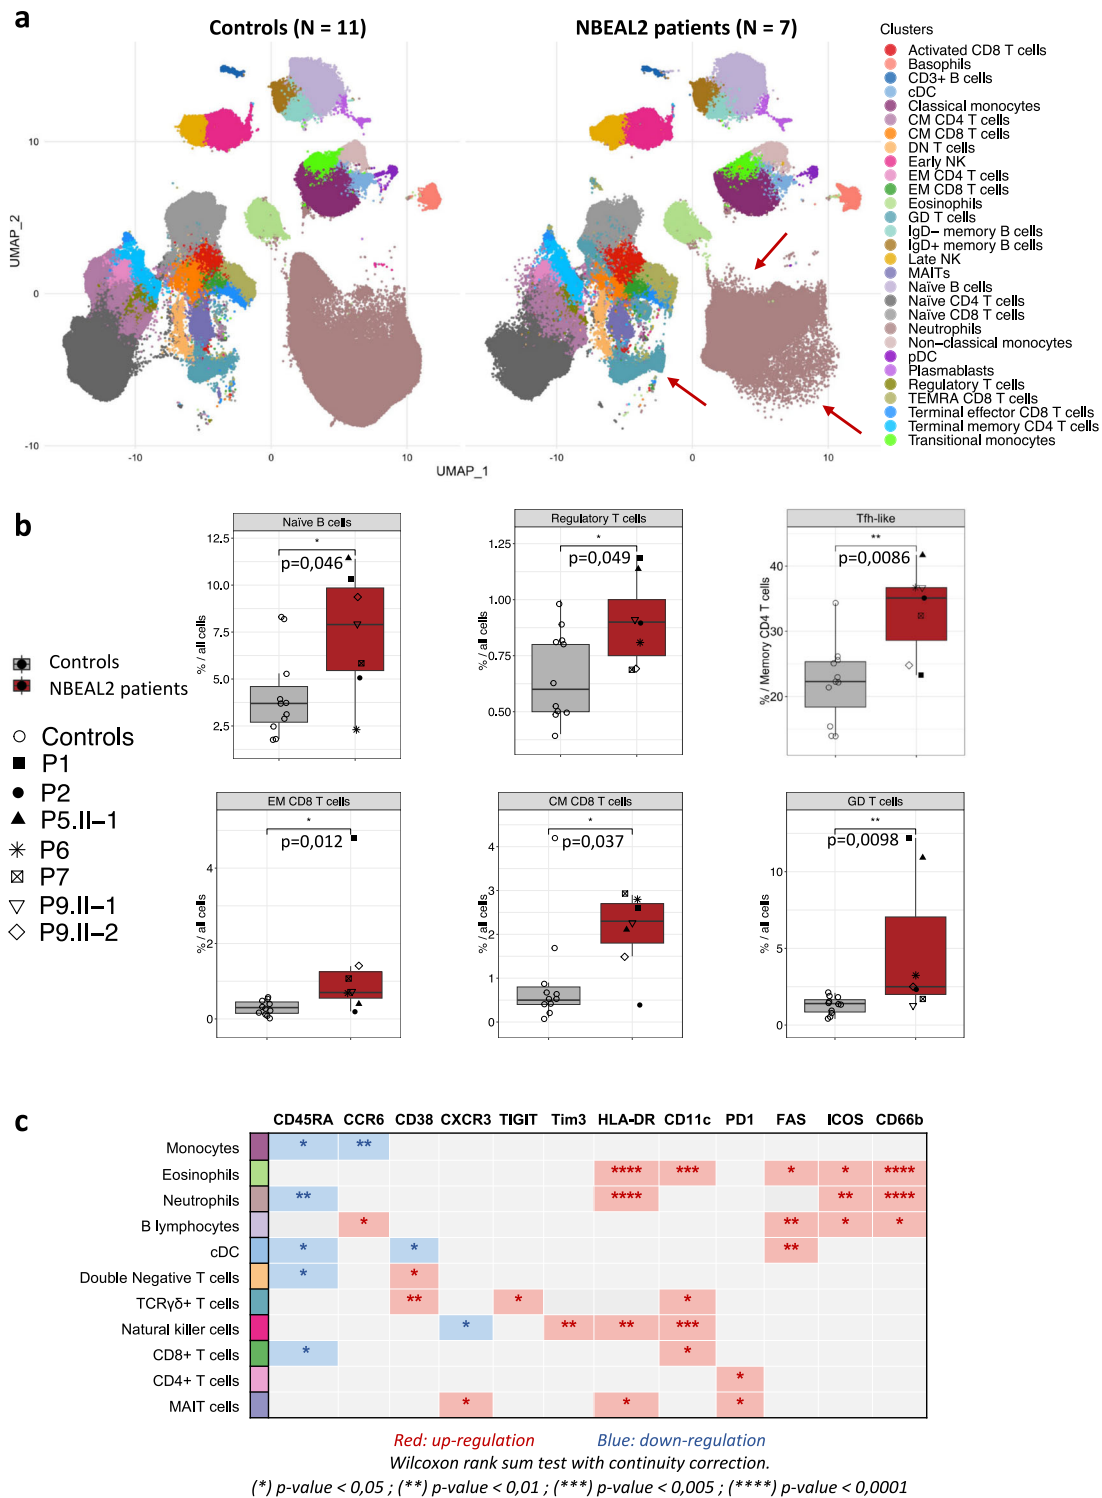 a
Controls (N = 11)
NBEAL2 patients (N = 7)
Clusters
Activated CD8 T cells
Basophils
CD3+ B cells
cDC
Classical monocytes
CM CD4 T cells
CM CD8 T cells
DN T cells
Early NK
EM CD4 T cells
EM CD8 T cells
Eosinophils
GD T cells
IgD− memory B cells
IgD+ memory B cells
Late NK
MAITs
Naïve B cells
Naïve CD4 T cells
Naïve CD8 T cells
Neutrophils
Non−classical monocytes
pDC
Plasmablasts
Regulatory T cells
TEMRA CD8 T cells
Terminal effector CD8 T cells
Terminal memory CD4 T cells
Transitional monocytes
UMAP_2
10
0
-10
-10 0 10 -10 0 10
UMAP_1
b
Controls
NBEAL2 patients
Controls
P1
P2
P5.II-1
P6
P7
P9.II-1
P9.II-2
Naïve B cells
*
p=0,046
% / all cells
12.5
10.0
7.5
5.0
2.5
Regulatory T cells
*
p=0,049
% / all cells
1.25
1.00
0.75
0.50
Tfh-like
**
p=0,0086
% / Memory CD4 T cells
40
30
20
EM CD8 T cells
*
p=0,012
% / all cells
4
2
0
CM CD8 T cells
*
p=0,037
% / all cells
4
3
2
1
0
GD T cells
**
p=0,0098
% / all cells
10
5
0
c
CD45RA CCR6 CD38 CXCR3 TIGIT Tim3 HLA-DR CD11c PD1 FAS ICOS CD66b
Monocytes * **
Eosinophils **** *** * * ****
Neutrophils ** **** ** ****
B lymphocytes * ** * *
cDC * * **
Double Negative T cells * *
TCRγδ+ T cells ** * *
Natural killer cells * ** ** ***
CD8+ T cells * *
CD4+ T cells *
MAIT cells * * *
Red: up-regulation Blue: down-regulation
Wilcoxon rank sum test with continuity correction.
(*) p-value < 0,05 ; (**) p-value < 0,01 ; (***) p-value < 0,005 ; (****) p-value < 0,0001